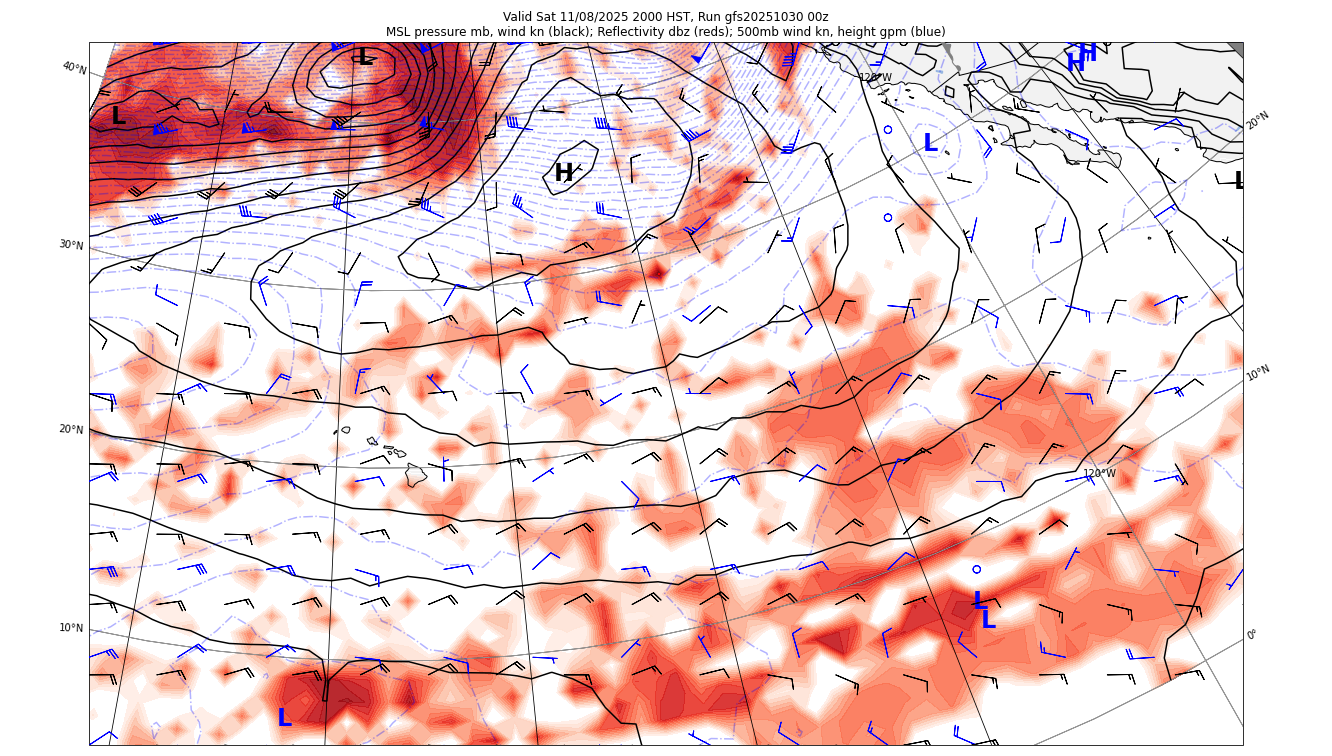 Valid Sat 11/08/2025 2000 HST, Run gfs20251030 00z
MSL pressure mb, wind kn (black); Reflectivity dbz (reds); 500mb wind kn, height gpm (blue)
L
H
H
40°N
120°W
L
L
20°N
H
L
30°N
10°N
20°N
120°W
L
L
10°N
0°
L